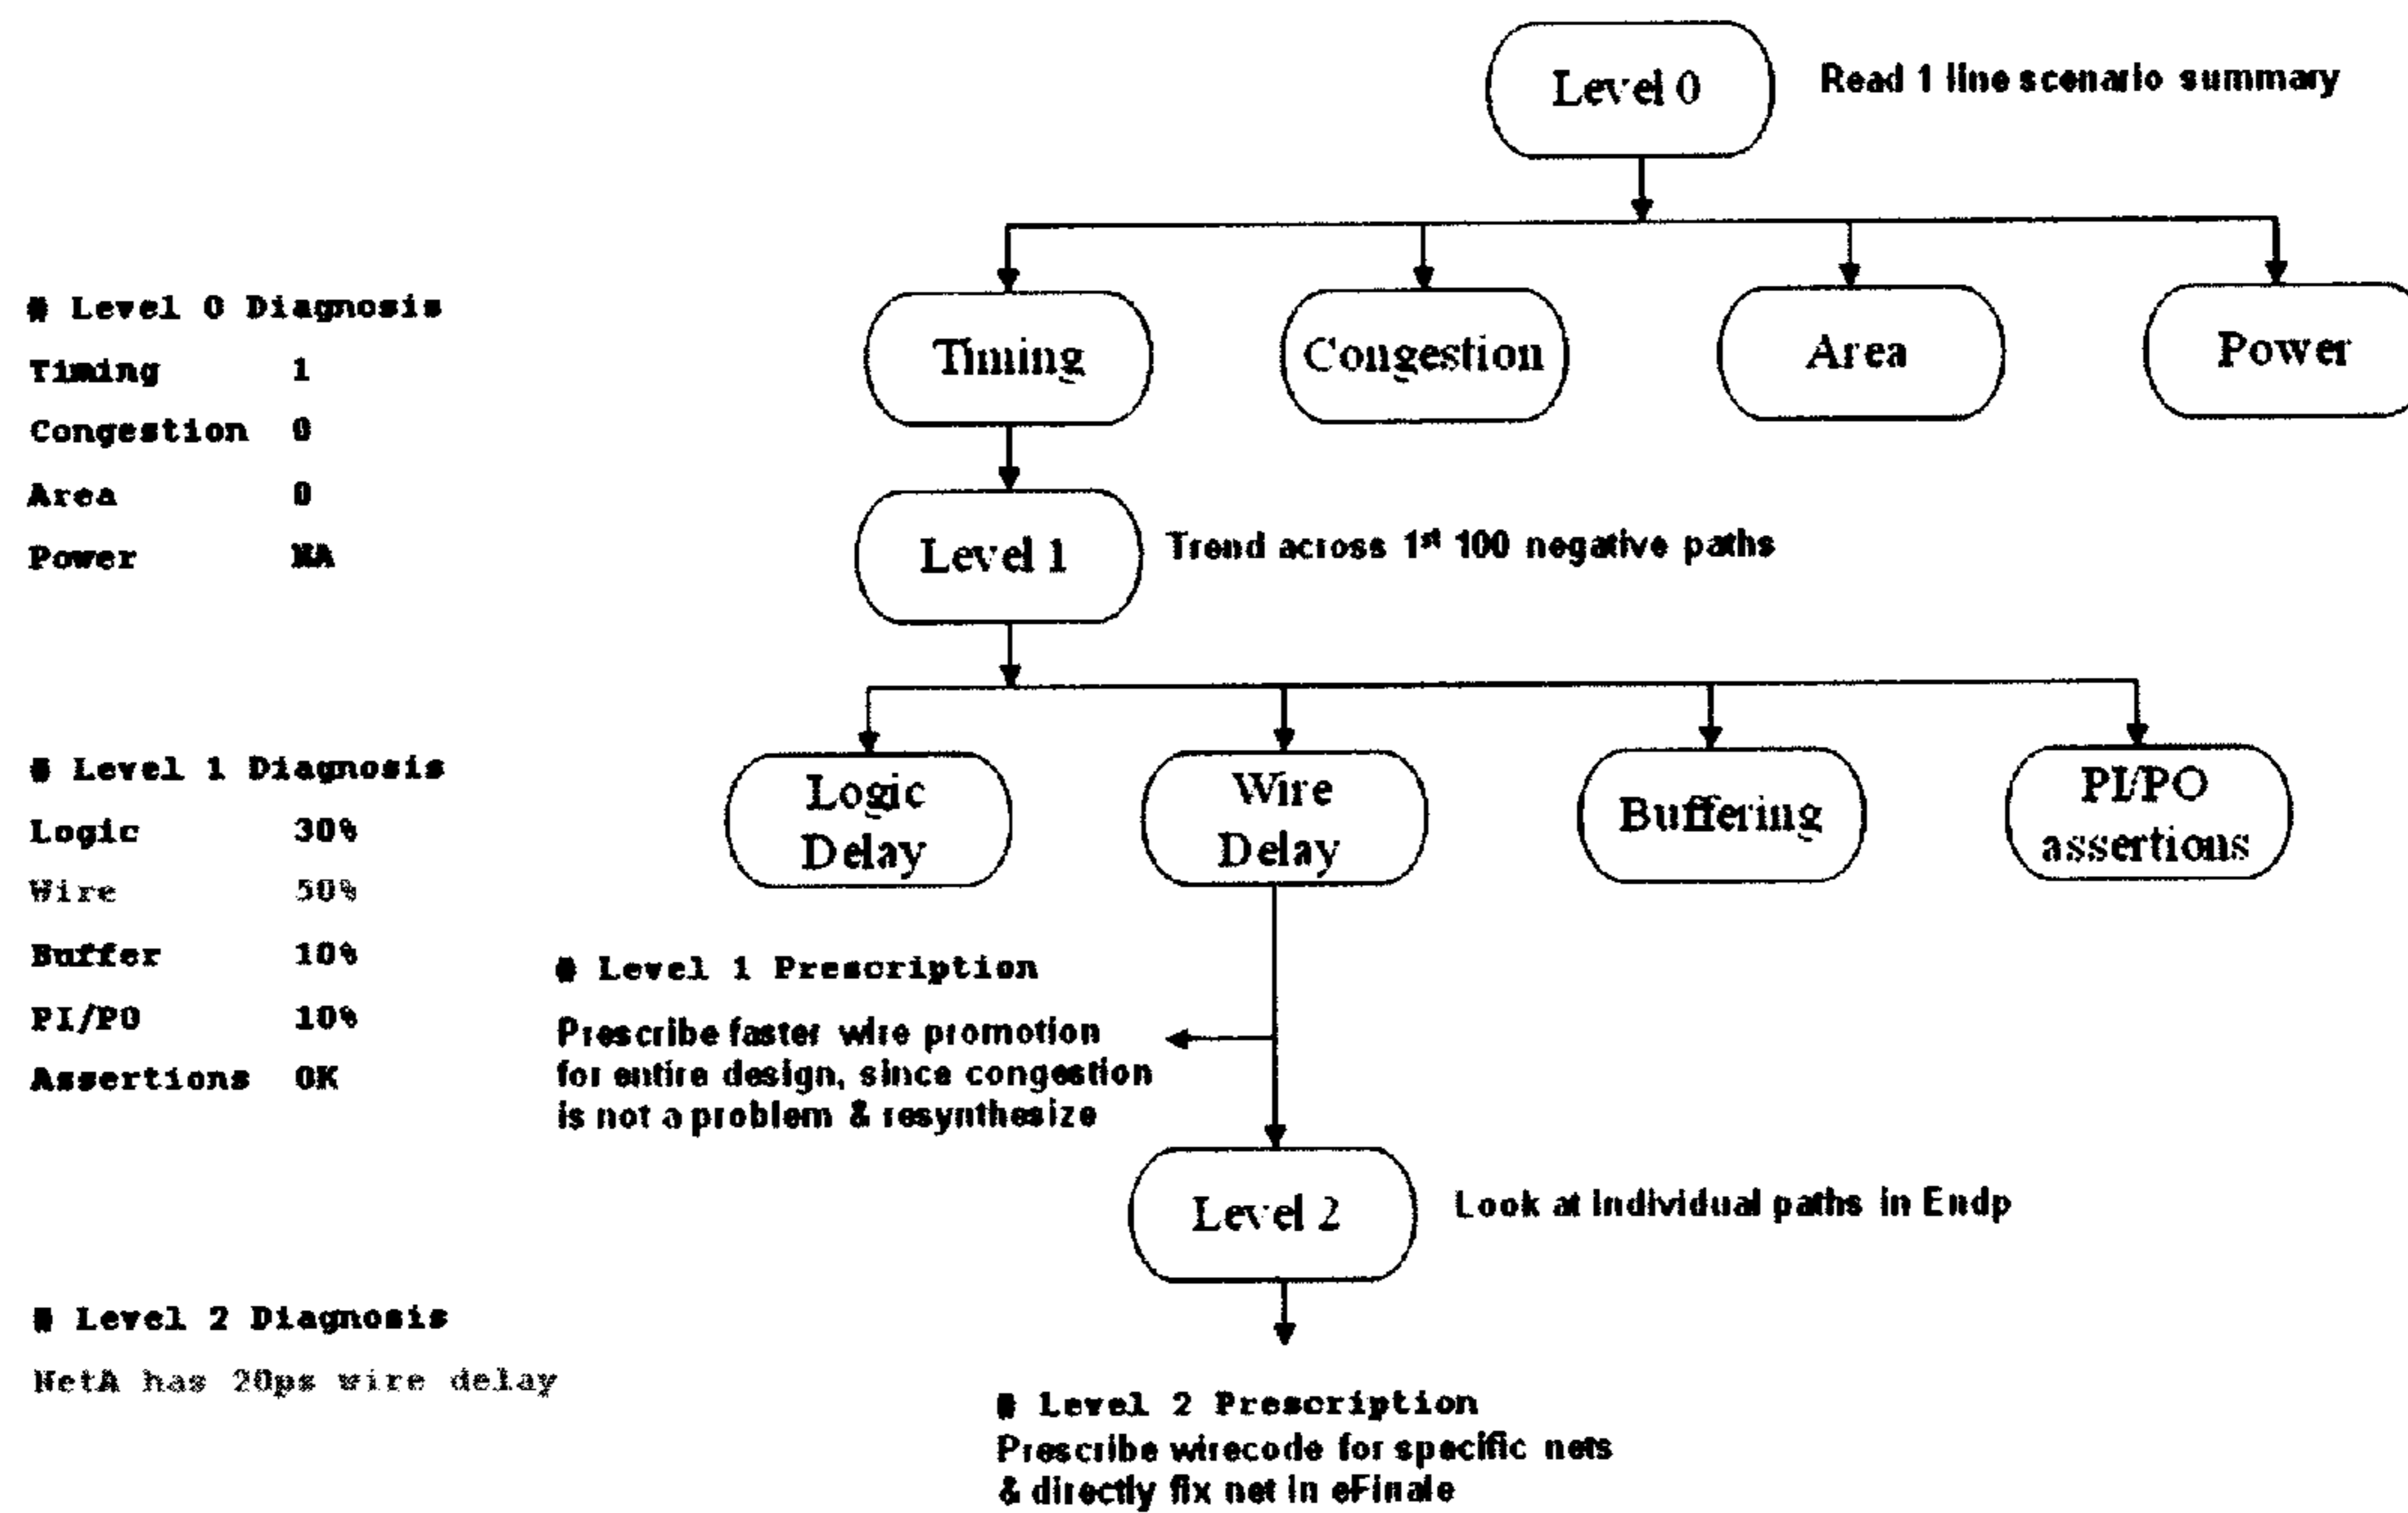 Level 0
Read 1 line scenario summary
Timing
Congestion
Area
Power
# Level 0 Diagnosis
Timing 1
Congestion 0
Area 0
Power NA
Level 1
Trend across 1st 100 negative paths
Logic
Delay
Wire
Delay
Buffering
PI/PO
assertions
# Level 1 Diagnosis
Logic 30%
Wire 50%
Buffer 10%
PI/PO 10%
Assertions OK
# Level 1 Prescription
Prescribe faster wire promotion
for entire design, since congestion
is not a problem & resynthesize
Level 2
Look at individual paths in Endp
# Level 2 Diagnosis
NetA has 20ps wire delay
# Level 2 Prescription
Prescribe wirecode for specific nets
& directly fix net in eFinale